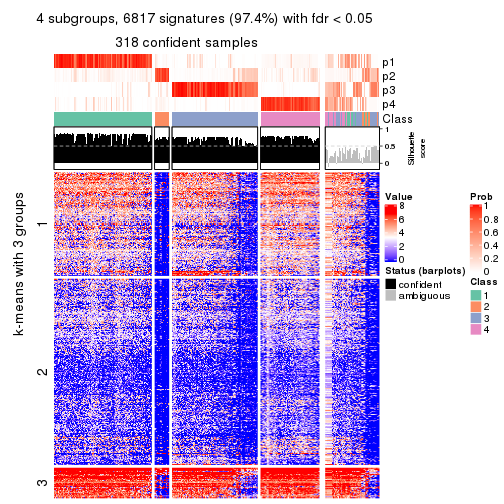 4 subgroups, 6817 signatures (97.4%) with fdr < 0.05
318 confident samples
p1
p2
p3
p4
Class
1
0.5
0
Silhouette
score
k-means with 3 groups
1
2
3
Value
8
6
4
2
0
Prob
1
0.8
0.6
0.4
0.2
0
Status (barplots)
confident
ambiguous
Class
1
2
3
4